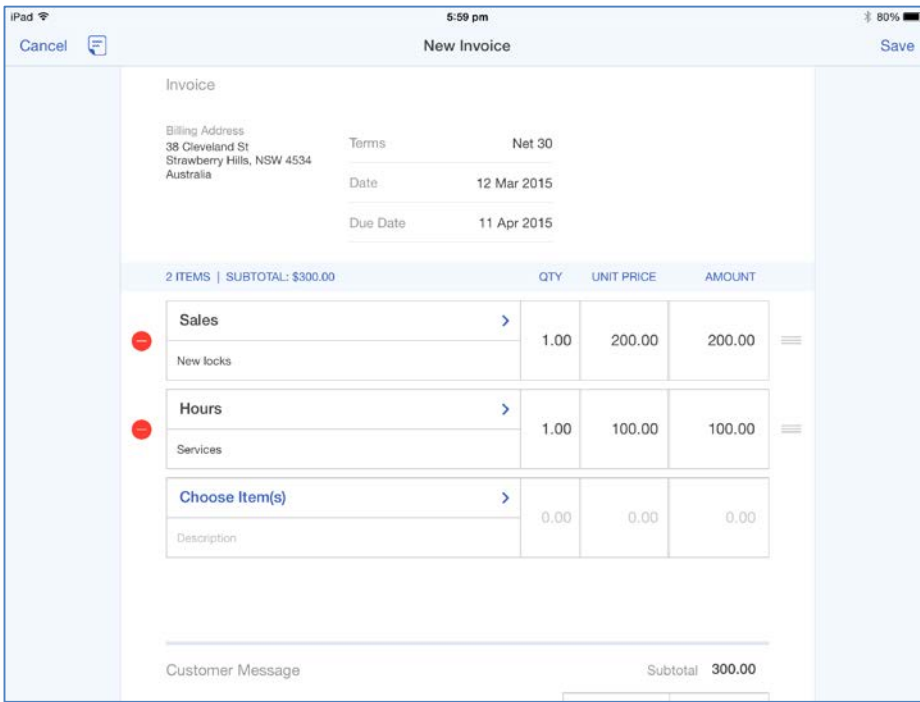 iPad 5:59 pm 80%
Cancel New Invoice Save
Invoice
Billing Address
38 Cleveland St
Strawberry Hills, NSW 4534
Australia
Terms Net 30
Date 12 Mar 2015
Due Date 11 Apr 2015
2 ITEMS | SUBTOTAL: $300.00 QTY UNIT PRICE AMOUNT
Sales 1.00 200.00 200.00
New locks
Hours 1.00 100.00 100.00
Services
Choose Item(s) 0.00 0.00 0.00
Description
Customer Message Subtotal 300.00